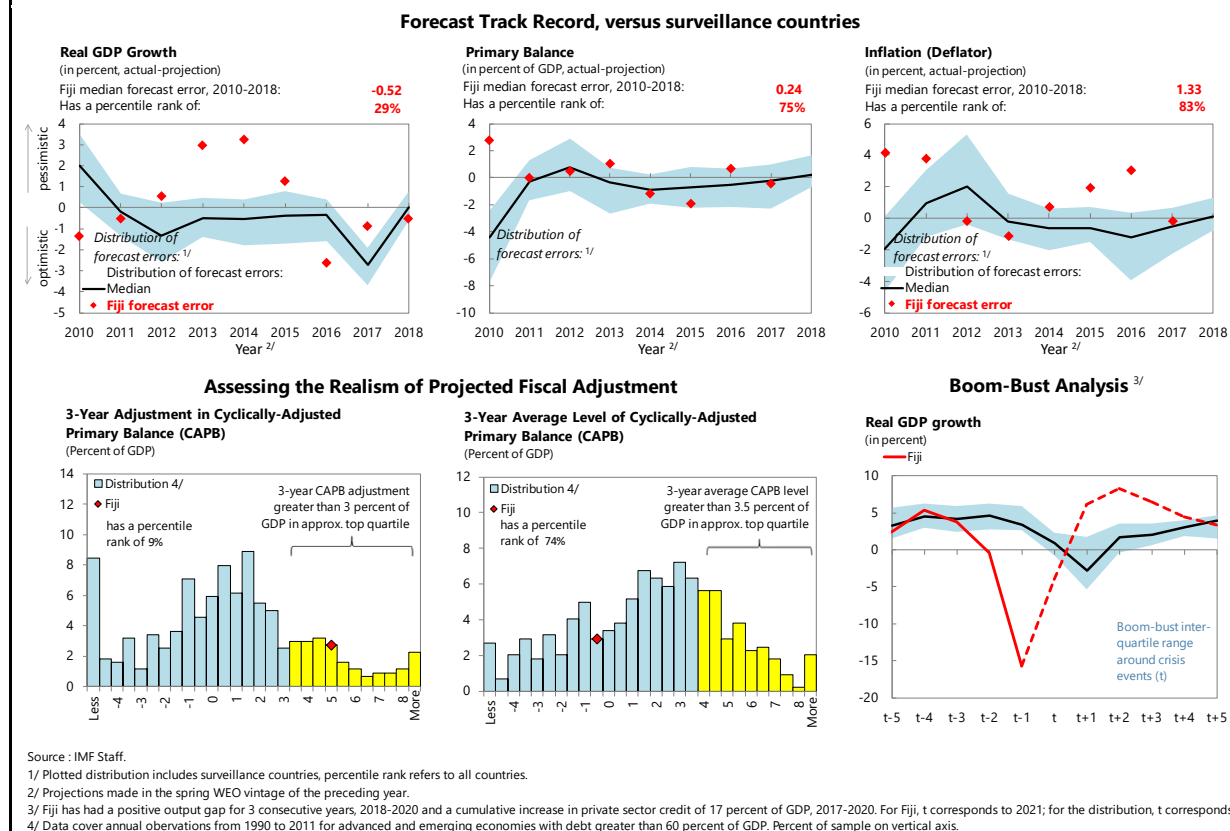 Forecast Track Record, versus surveillance countries
Real GDP Growth
(in percent, actual-projection)
Fiji median forecast error, 2010-2018: -0.52
Has a percentile rank of: 29%
pessimistic
optimistic
4
3
2
1
0
-1
-2
-3
-4
-5
Distribution of
forecast errors: 1/
Distribution of forecast errors:
Median
Fiji forecast error
2010 2011 2012 2013 2014 2015 2016 2017 2018
Year 2/
Primary Balance
(in percent of GDP, actual-projection)
Fiji median forecast error, 2010-2018: 0.24
Has a percentile rank of: 75%
4
2
0
-2
-4
-6
-8
-10
Distribution of
forecast errors: 1/
2010 2011 2012 2013 2014 2015 2016 2017 2018
Inflation (Deflator)
(in percent, actual-projection)
Fiji median forecast error, 2010-2018: 1.33
Has a percentile rank of: 83%
6
4
2
0
-2
-4
-6
Distribution of
forecast errors: 1/
Distribution of forecast errors:
Median
Fiji forecast error
2010 2011 2012 2013 2014 2015 2016 2017 2018
Year 2/
Assessing the Realism of Projected Fiscal Adjustment
3-Year Adjustment in Cyclically-Adjusted
Primary Balance (CAPB)
(Percent of GDP)
14
12
10
8
6
4
2
0
Distribution 4/
Fiji
has a percentile
rank of 9%
3-year CAPB adjustment
greater than 3 percent of
GDP in approx. top quartile
Less -4 -3 -2 -1 0 1 2 3 4 5 6 7 8 More
3-Year Average Level of Cyclically-Adjusted
Primary Balance (CAPB)
(Percent of GDP)
12
10
8
6
4
2
0
Distribution 4/
Fiji
has a percentile
rank of 74%
3-year average CAPB level
greater than 3.5 percent of
GDP in approx. top quartile
Less -4 -3 -2 -1 0 1 2 3 4 5 6 7 8 More
Boom-Bust Analysis 3/
Real GDP growth
(in percent)
Fiji
10
5
0
-5
-10
-15
-20
Boom-bust inter-
quartile range
around crisis
events (t)
t-5 t-4 t-3 t-2 t-1 t t+1 t+2 t+3 t+4 t+5
Source : IMF Staff.
1/ Plotted distribution includes surveillance countries, percentile rank refers to all countries.
2/ Projections made in the spring WEO vintage of the preceding year.
3/ Fiji has had a positive output gap for 3 consecutive years, 2018-2020 and a cumulative increase in private sector credit of 17 percent of GDP, 2017-2020. For Fiji, t corresponds to 2021; for the distribution, t corresponds
4/ Data cover annual obervations from 1990 to 2011 for advanced and emerging economies with debt greater than 60 percent of GDP. Percent of sample on vertical axis.